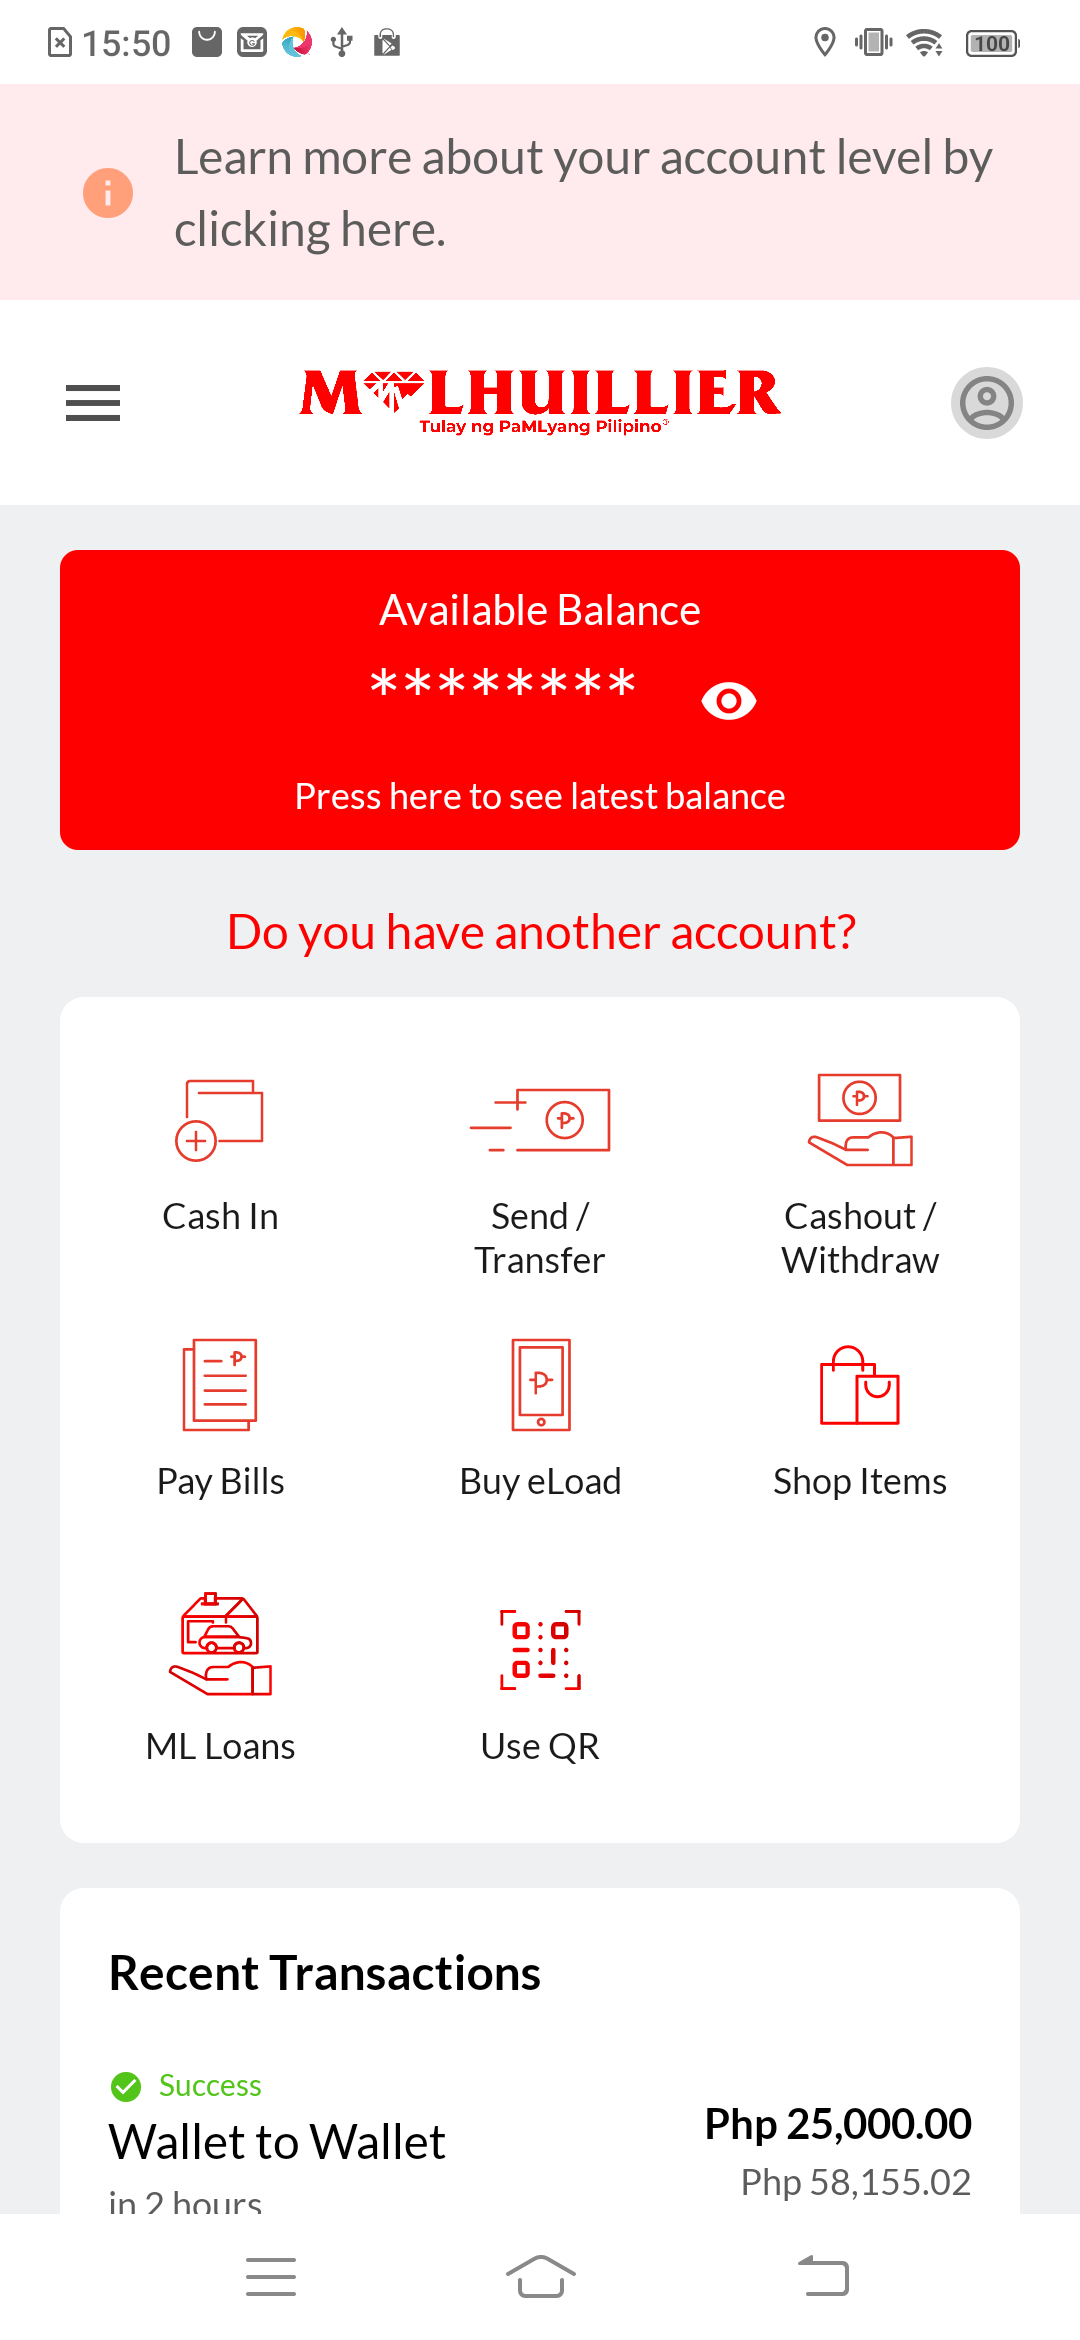 15:50
100
Learn more about your account level by
clicking here.
MLHUILLIER
Tulay ng PaMLyang Pilipino
Available Balance
********
Press here to see latest balance
Do you have another account?
Cash In
Send /
Transfer
Cashout /
Withdraw
Pay Bills
Buy eLoad
Shop Items
ML Loans
Use QR
Recent Transactions
Success
Wallet to Wallet
Php 25,000.00
Php 58,155.02
in 2 hours